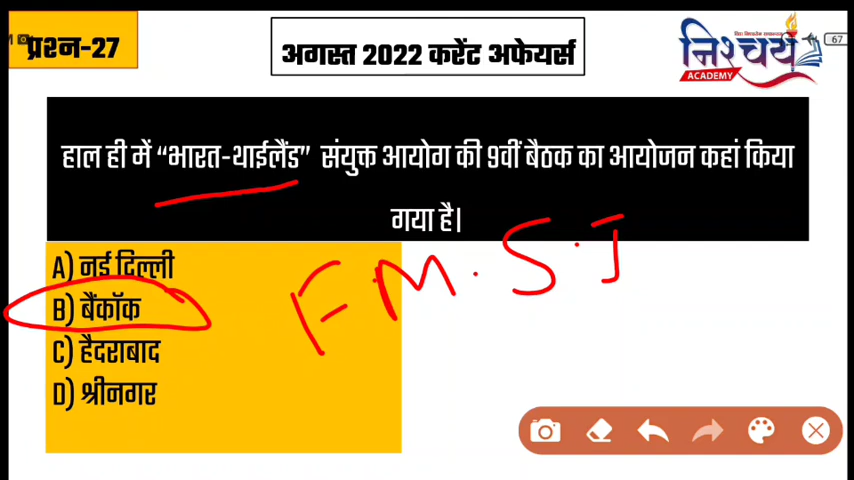 प्रश्न-27
अगस्त 2022 करेंट अफेयर्स
निश्चय
ACADEMY
67
हाल ही में “भारत-थाईलैंड” संयुक्त आयोग की 9वीं बैठक का आयोजन कहां किया
गया है।
A) नई दिल्ली
B) बैंकॉक
C) हैदराबाद
D) श्रीनगर
F.M.S.J